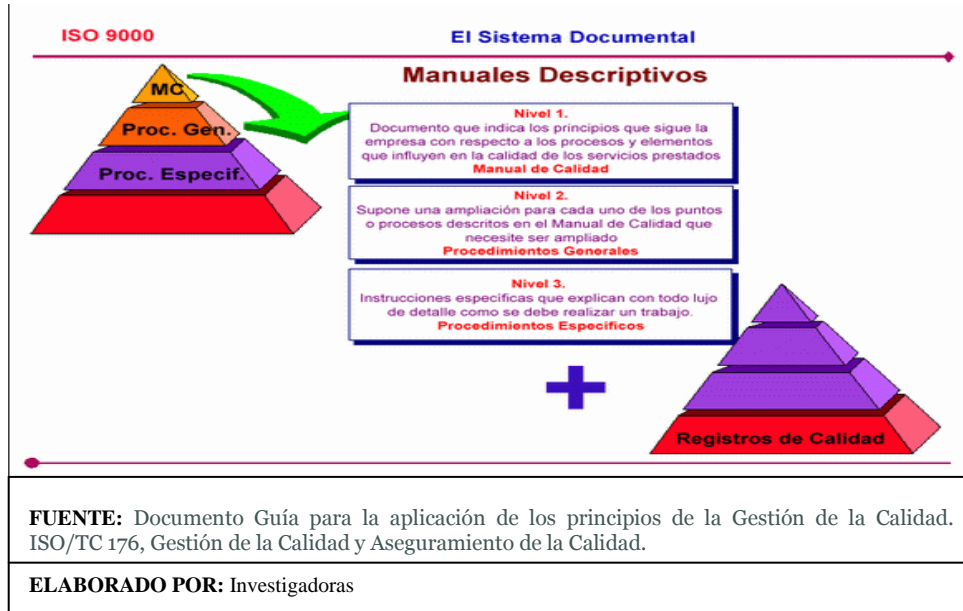 ISO 9000
El Sistema Documental
Manuales Descriptivos
MC
Proc. Gen.
Proc. Especif.
Nivel 1.
Documento que indica los principios que sigue la
empresa con respecto a los procesos y elementos
que influyen en la calidad de los servicios prestados
Manual de Calidad
Nivel 2.
Supone una ampliación para cada uno de los puntos
o procesos descritos en el Manual de Calidad que
necesite ser ampliado
Procedimientos Generales
Nivel 3.
Instrucciones especificas que explican con todo lujo
de detalle como se debe realizar un trabajo.
Procedimientos Especificos
+
Registros de Calidad
FUENTE: Documento Guía para la aplicación de los principios de la Gestión de la Calidad.
ISO/TC 176, Gestión de la Calidad y Aseguramiento de la Calidad.
ELABORADO POR: Investigadoras